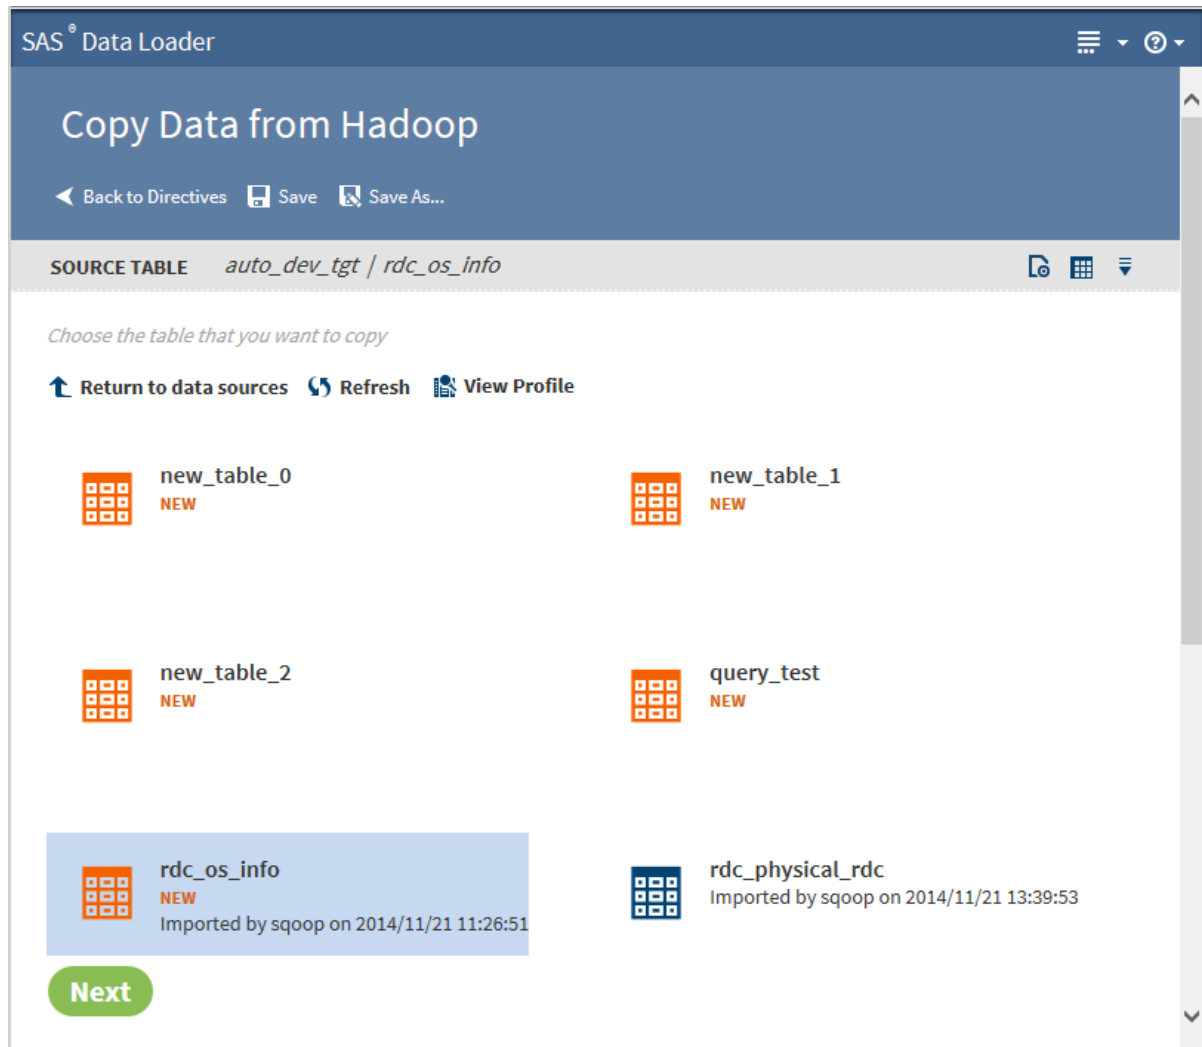 SAS® Data Loader
Copy Data from Hadoop
Back to Directives Save Save As...
SOURCE TABLE auto_dev_tgt | rdc_os_info
Choose the table that you want to copy
Return to data sources Refresh View Profile
new_table_0
NEW
new_table_1
NEW
new_table_2
NEW
query_test
NEW
rdc_os_info
NEW
Imported by sqoop on 2014/11/21 11:26:51
rdc_physical_rdc
Imported by sqoop on 2014/11/21 13:39:53
Next